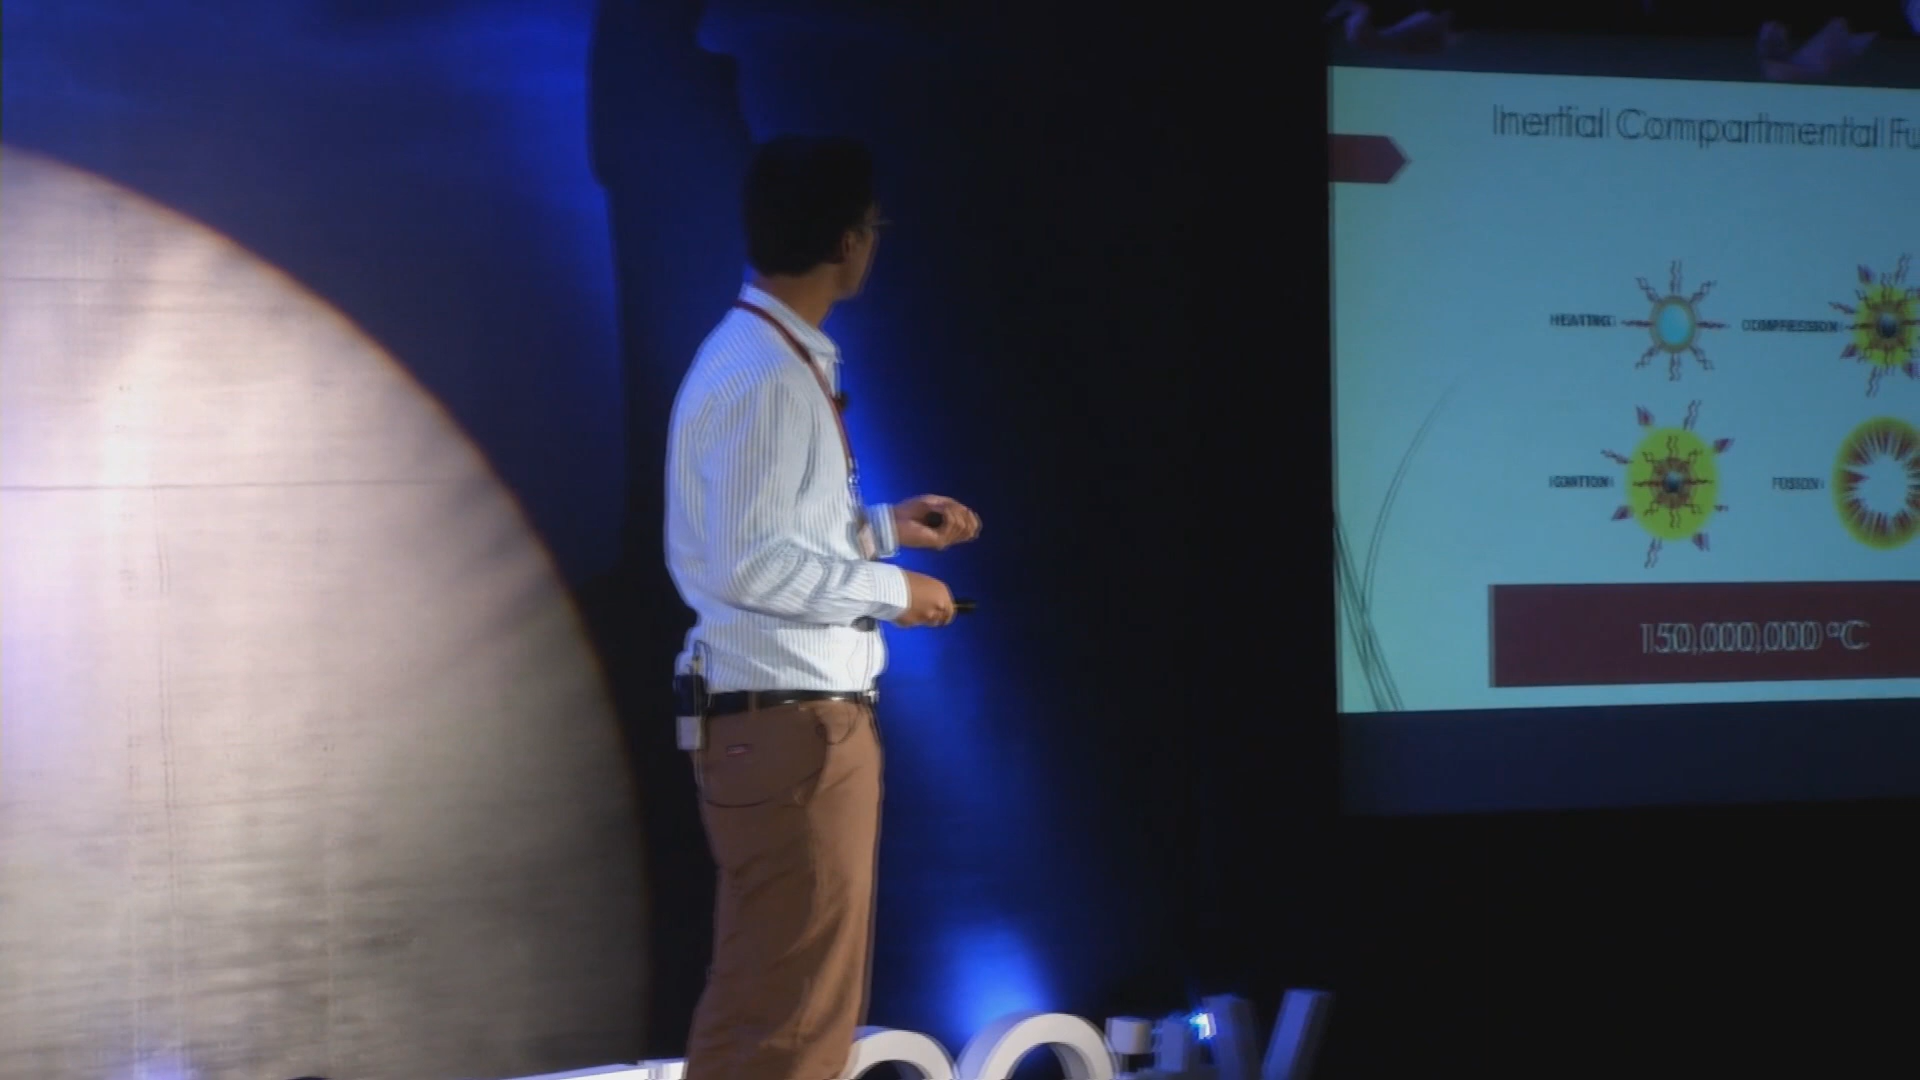 Inertial Compartmental Fu
HEATING COMPRESSION
IGNITION FUSION
150,000,000 °C